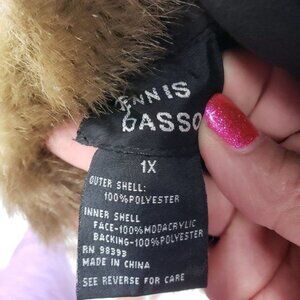 ENNIS
BASSO
1X
OUTER SHELL:
100%POLYESTER
INNER SHELL
FACE-100%MODACRYLIC
BACKING-100%POLYESTER
RN 98393
MADE IN CHINA
SEE REVERSE FOR CARE